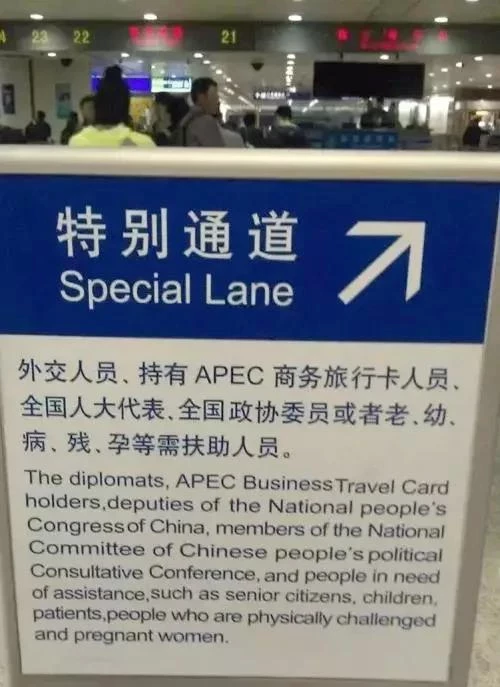 23 22 21
特别通道
Special Lane
外交人员、持有 APEC 商务旅行卡人员、
全国人大代表、全国政协委员或者老、幼、
病、残、孕等需扶助人员。
The diplomats, APEC Business Travel Card
holders,deputies of the National people's
Congress of China, members of the National
Committee of Chinese people's political
Consultative Conference, and people in need
of assistance,such as senior citizens, children,
patients,people who are physically challenged
and pregnant women.